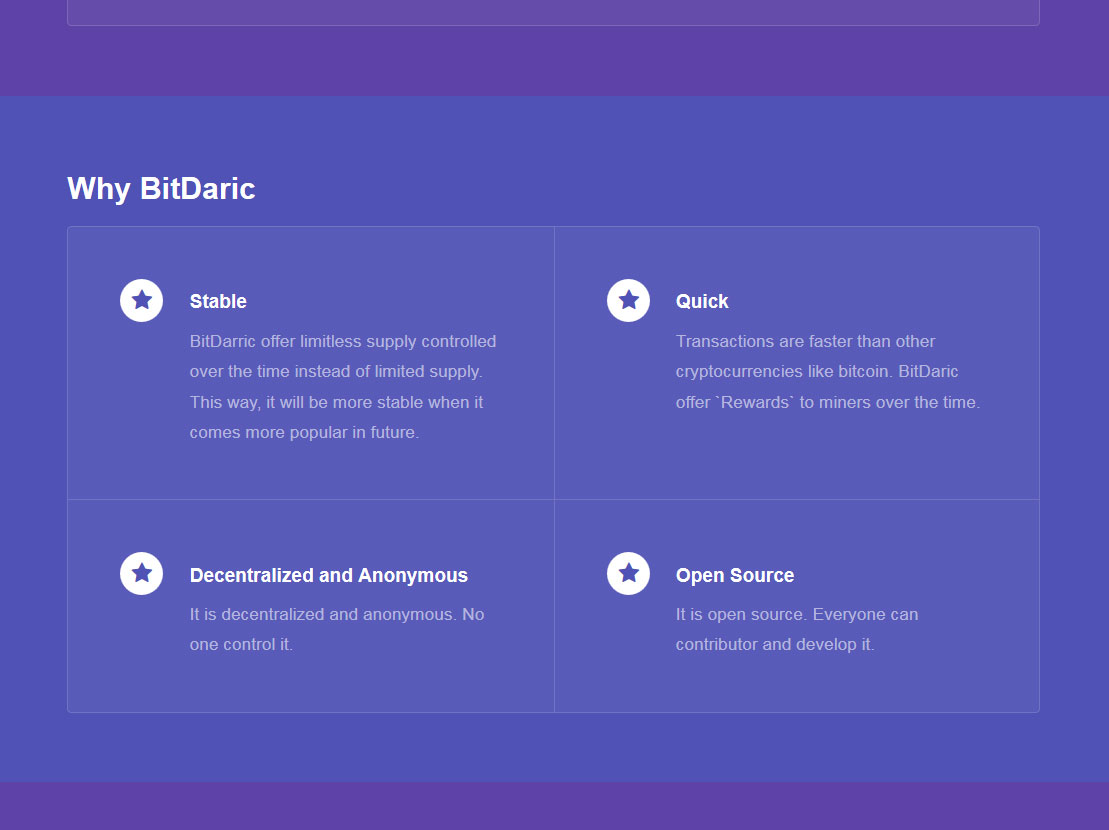 Why BitDaric
Stable
BitDarric offer limitless supply controlled
over the time instead of limited supply.
This way, it will be more stable when it
comes more popular in future.
Quick
Transactions are faster than other
cryptocurrencies like bitcoin. BitDaric
offer `Rewards` to miners over the time.
Decentralized and Anonymous
It is decentralized and anonymous. No
one control it.
Open Source
It is open source. Everyone can
contributor and develop it.